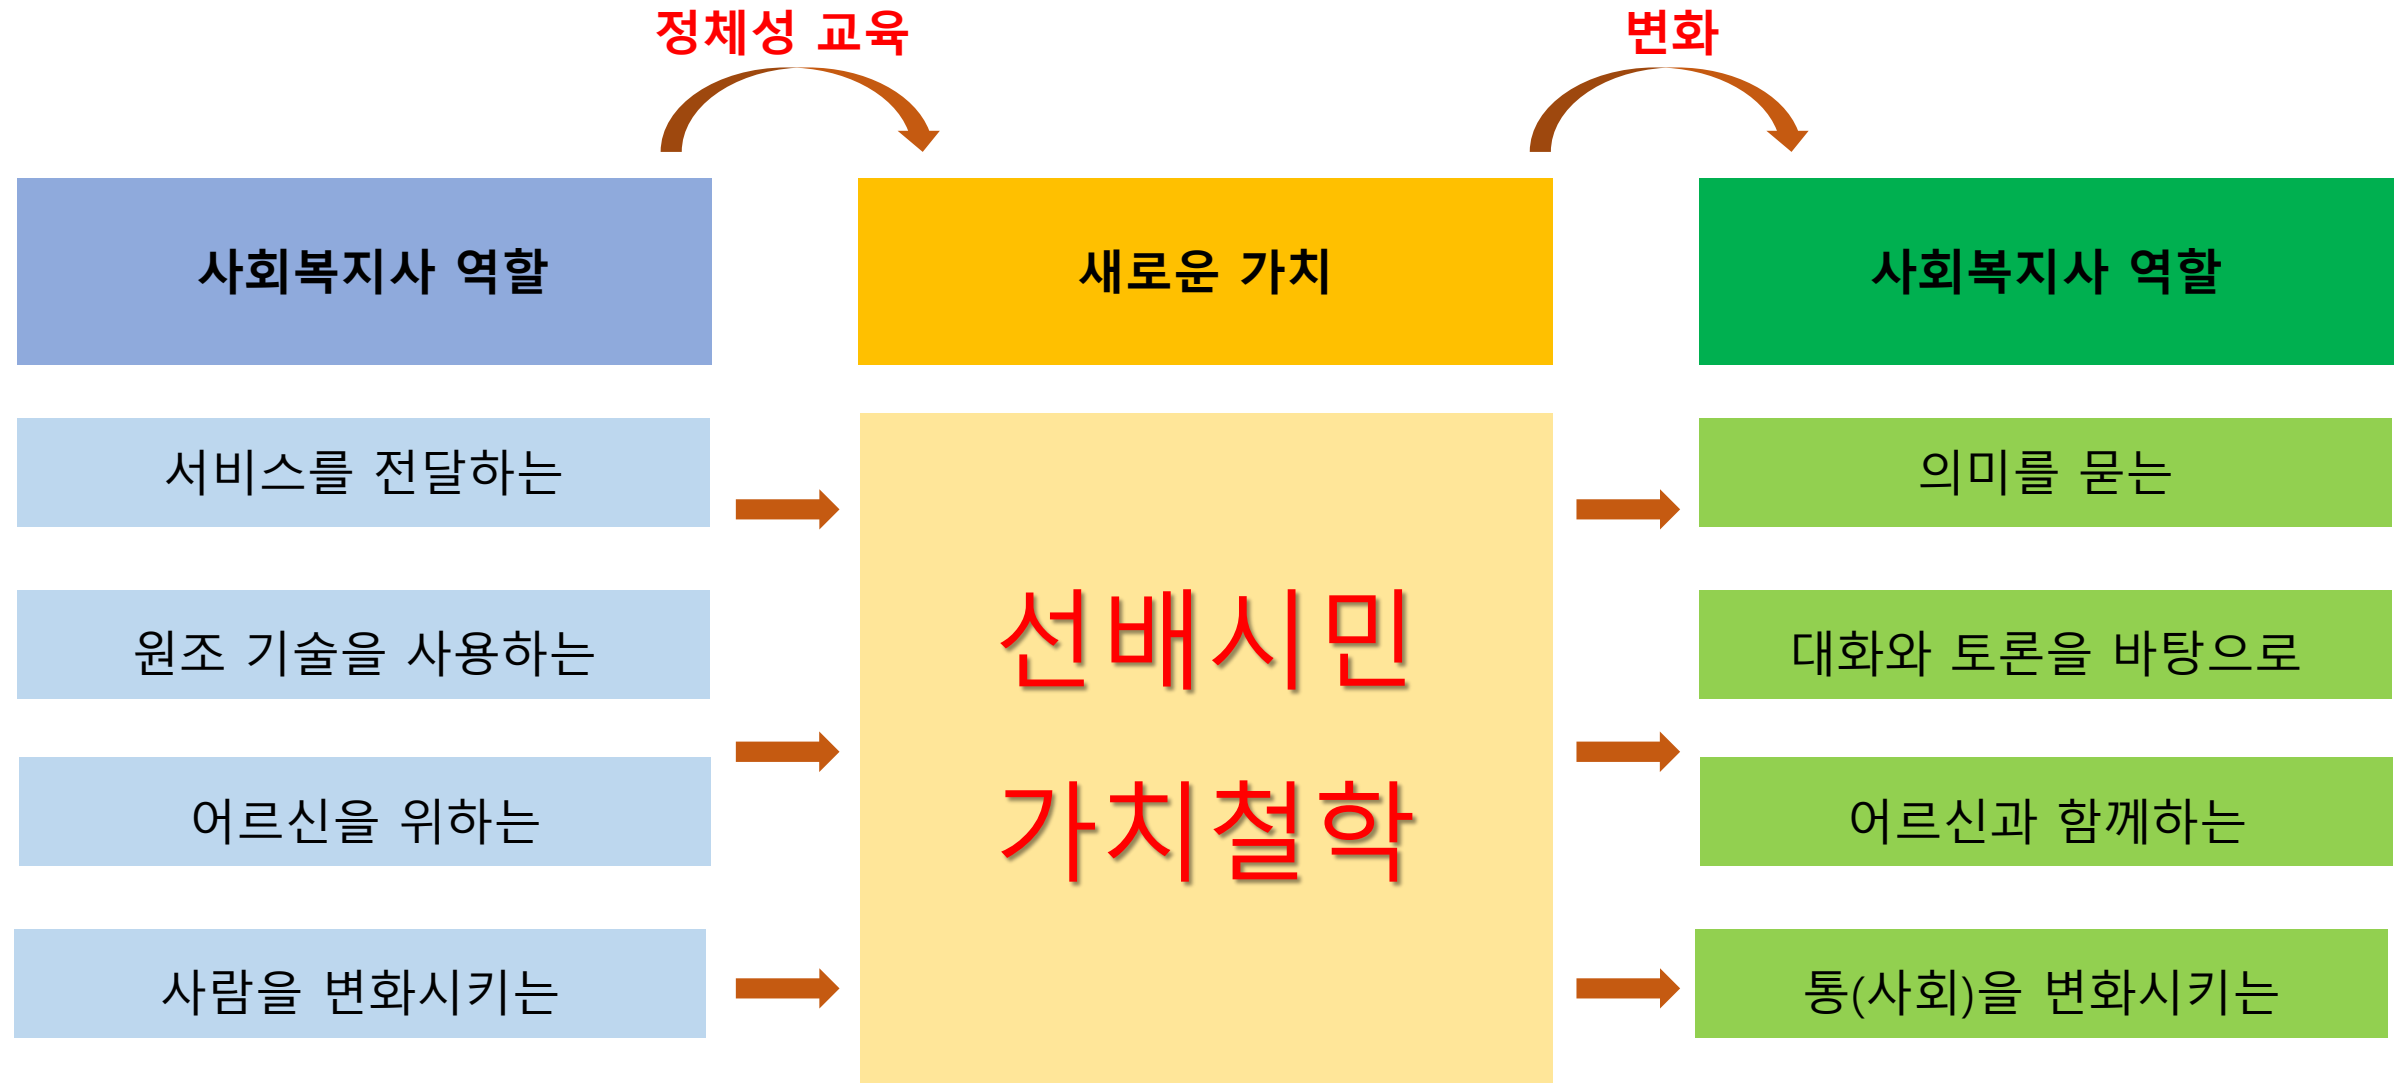 정체성 교육
변화
사회복지사 역할
새로운 가치
사회복지사 역할
서비스를 전달하는
원조 기술을 사용하는
어르신을 위하는
사람을 변화시키는
선배시민
가치철학
의미를 묻는
대화와 토론을 바탕으로
어르신과 함께하는
통(사회)을 변화시키는